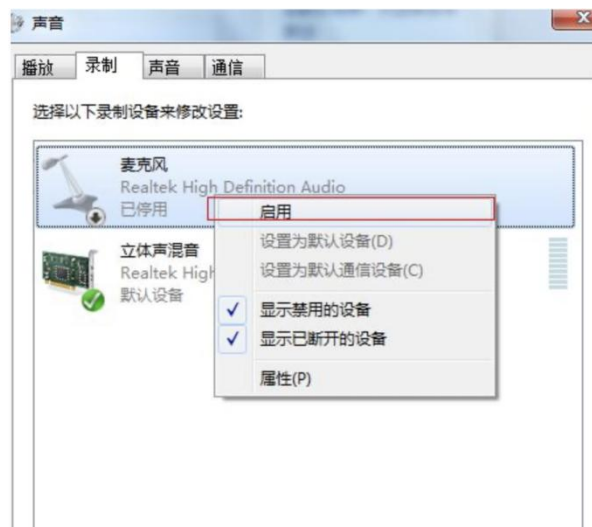 声音
播放
录制
声音
通信
选择以下录制设备来修改设置:
麦克风
Realtek High Definition Audio
已停用
启用
设置为默认设备(D)
立体声混音
Realtek High
设置为默认通信设备(C)
默认设备
显示禁用的设备
显示已断开的设备
属性(P)